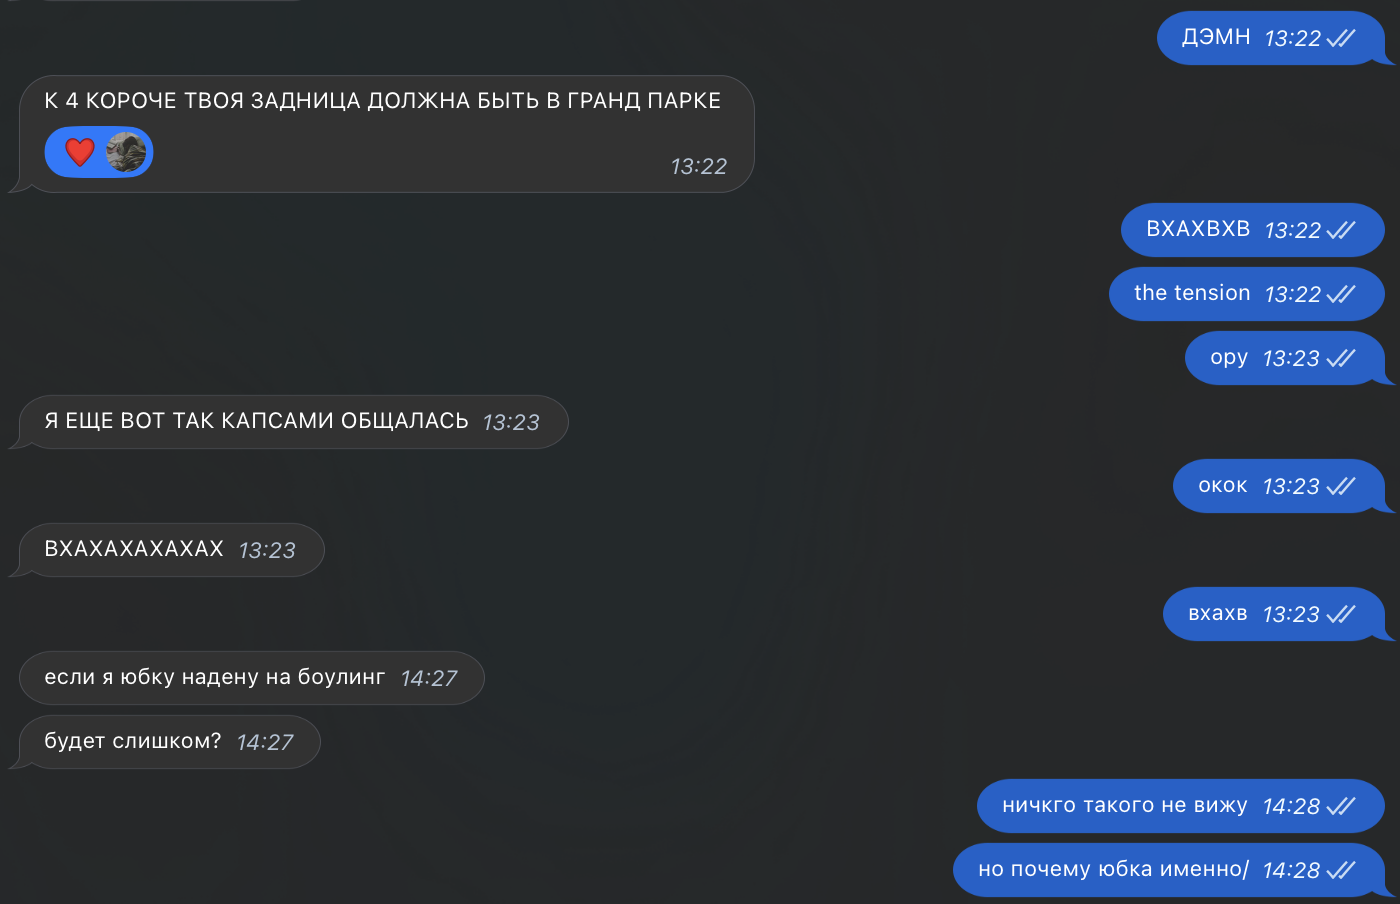 ДЭМН 13:22
К 4 КОРОЧЕ ТВОЯ ЗАДНИЦА ДОЛЖНА БЫТЬ В ГРАНД ПАРКЕ
13:22
ВХАХВХВ 13:22
the tension 13:22
ору 13:23
Я ЕЩЕ ВОТ ТАК КАПСАМИ ОБЩАЛАСЬ 13:23
окок 13:23
ВХАХАХАХАХАХ 13:23
вхахв 13:23
если я юбку надену на боулинг 14:27
будет слишком? 14:27
ничкго такого не вижу 14:28
но почему юбка именно/ 14:28